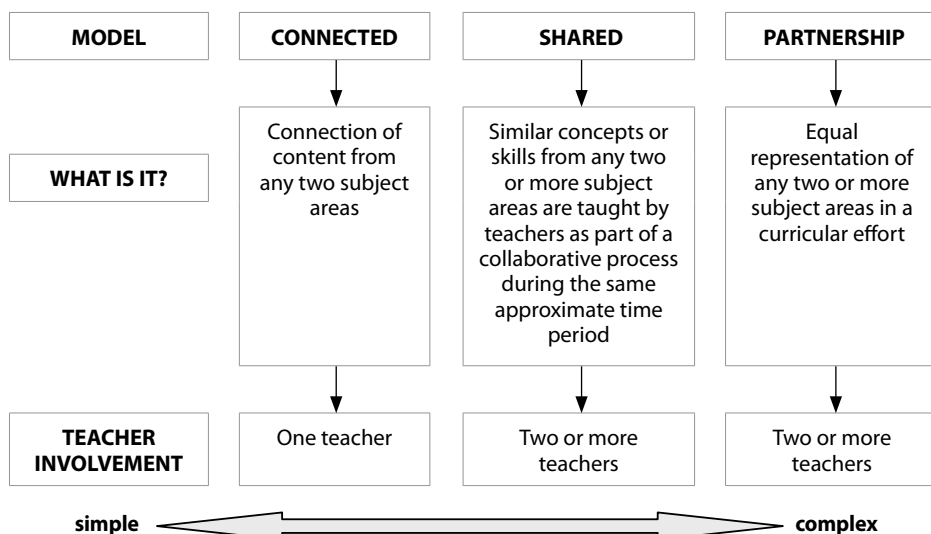 MODEL
CONNECTED
SHARED
PARTNERSHIP
WHAT IS IT?
Connection of
content from
any two subject
areas
Similar concepts or
skills from any two
or more subject
areas are taught by
teachers as part of a
collaborative process
during the same
approximate time
period
Equal
representation of
any two or more
subject areas in a
curricular effort
TEACHER
INVOLVEMENT
One teacher
Two or more
teachers
Two or more
teachers
simple
complex